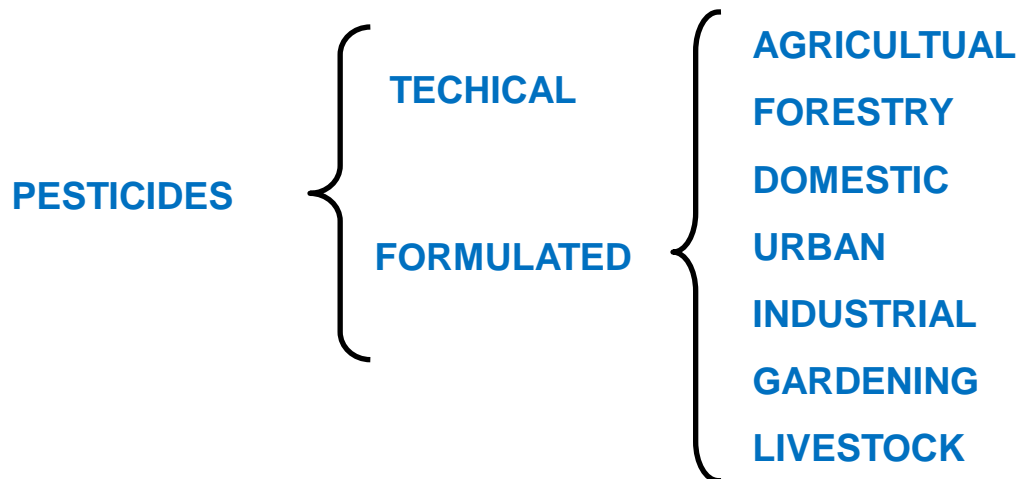 PESTICIDES
TECHICAL
FORMULATED
AGRICULTUAL
FORESTRY
DOMESTIC
URBAN
INDUSTRIAL
GARDENING
LIVESTOCK